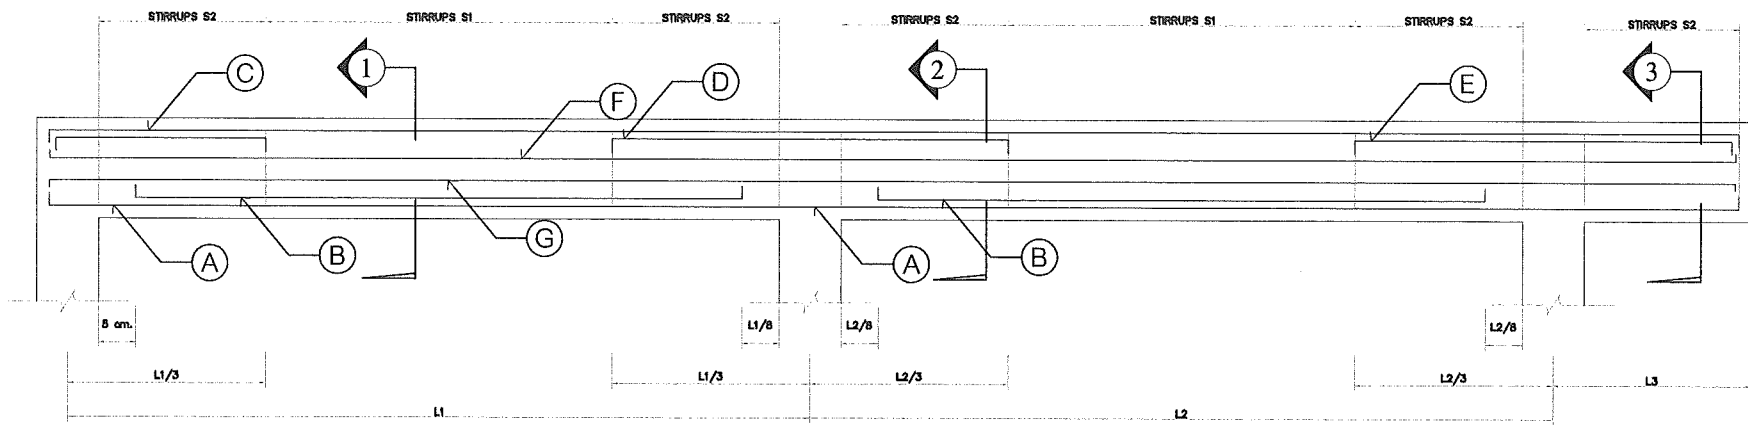 STIRRUPS S2 STIRRUPS S1 STIRRUPS S2 STIRRUPS S2 STIRRUPS S1 STIRRUPS S2 STIRRUPS S2
C 1 F D 2 E 3
A B G A B
5 cm. L1/8 L2/8 L2/8
L1/3 L1/3 L2/3 L2/3 L3
L1 L2